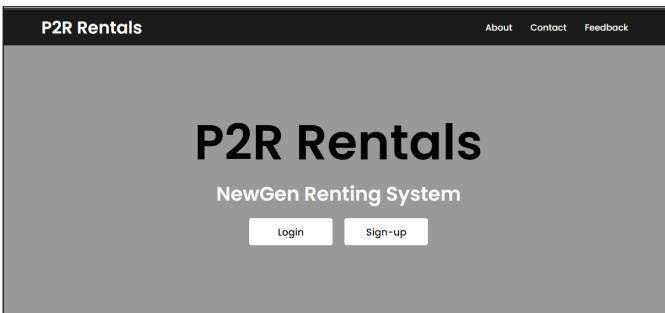 P2R Rentals
About Contact Feedback
P2R Rentals
NewGen Renting System
Login Sign-up